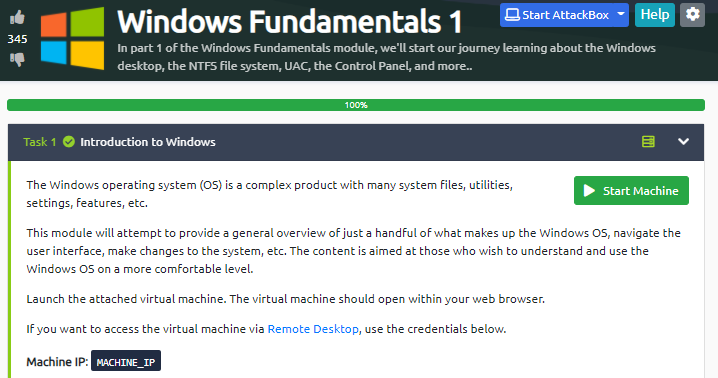 Windows Fundamentals 1
Start AttackBox
Help
345
In part 1 of the Windows Fundamentals module, we'll start our journey learning about the Windows
desktop, the NTFS file system, UAC, the Control Panel, and more..
100%
Task 1 Introduction to Windows
The Windows operating system (OS) is a complex product with many system files, utilities,
settings, features, etc.
Start Machine
This module will attempt to provide a general overview of just a handful of what makes up the Windows OS, navigate the
user interface, make changes to the system, etc. The content is aimed at those who wish to understand and use the
Windows OS on a more comfortable level.
Launch the attached virtual machine. The virtual machine should open within your web browser.
If you want to access the virtual machine via Remote Desktop, use the credentials below.
Machine IP: MACHINE_IP